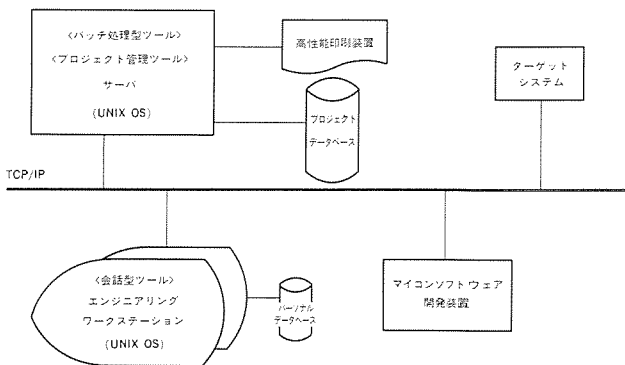 <バッチ処理型ツール>
<プロジェクト管理ツール>
サーバ
(UNIX OS)
高性能印刷装置
プロジェクト
データベース
ターゲット
システム
TCP/IP
<会話型ツール>
エンジニアリング
ワークステーション
(UNIX OS)
パーソナル
データベース
マイコンソフトウェア
開発装置